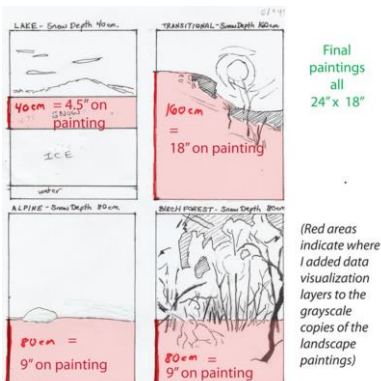 LAKE - Snow Depth 40cm.
TRANSITIONAL - Snow Depth 160cm
40cm = 4.5" on painting
SNOW
ICE
water
160cm
=
18" on painting
Final
paintings
all
24" x 18"
ALPINE - Snow Depth 80cm
BIRCH FOREST - Snow Depth 80cm
80cm =
9" on painting
80cm =
9" on painting
(Red areas
indicate where
I added data
visualization
layers to the
grayscale
copies of the
landscape
paintings)